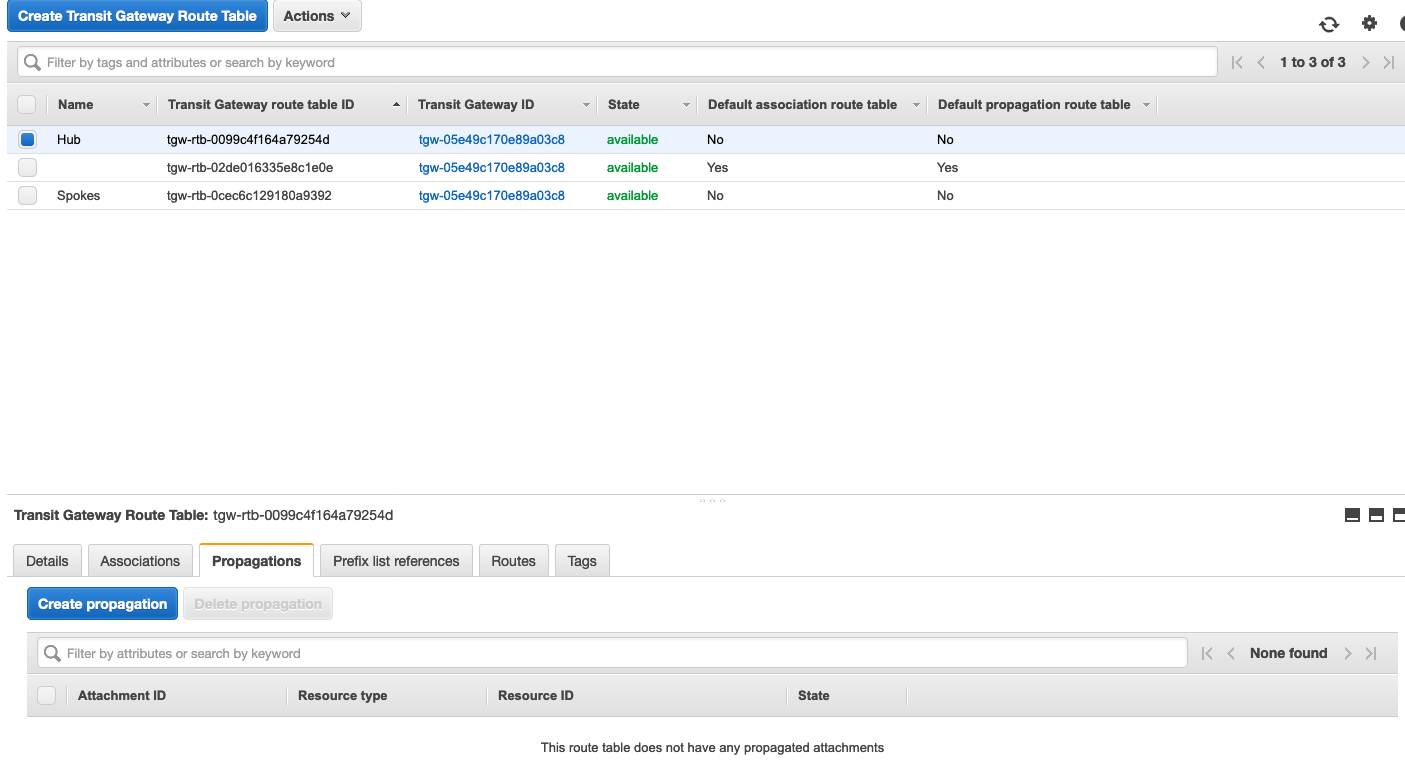 Create Transit Gateway Route Table Actions
Filter by tags and attributes or search by keyword 1 to 3 of 3
Name Transit Gateway route table ID Transit Gateway ID State Default association route table Default propagation route table
Hub tgw-rtb-0099c4f164a79254d tgw-05e49c170e89a03c8 available No No
tgw-rtb-02de016335e8c1e0e tgw-05e49c170e89a03c8 available Yes Yes
Spokes tgw-rtb-0cec6c129180a9392 tgw-05e49c170e89a03c8 available No No
Transit Gateway Route Table: tgw-rtb-0099c4f164a79254d
Details Associations Propagations Prefix list references Routes Tags
Create propagation Delete propagation
Filter by attributes or search by keyword None found
Attachment ID Resource type Resource ID State
This route table does not have any propagated attachments